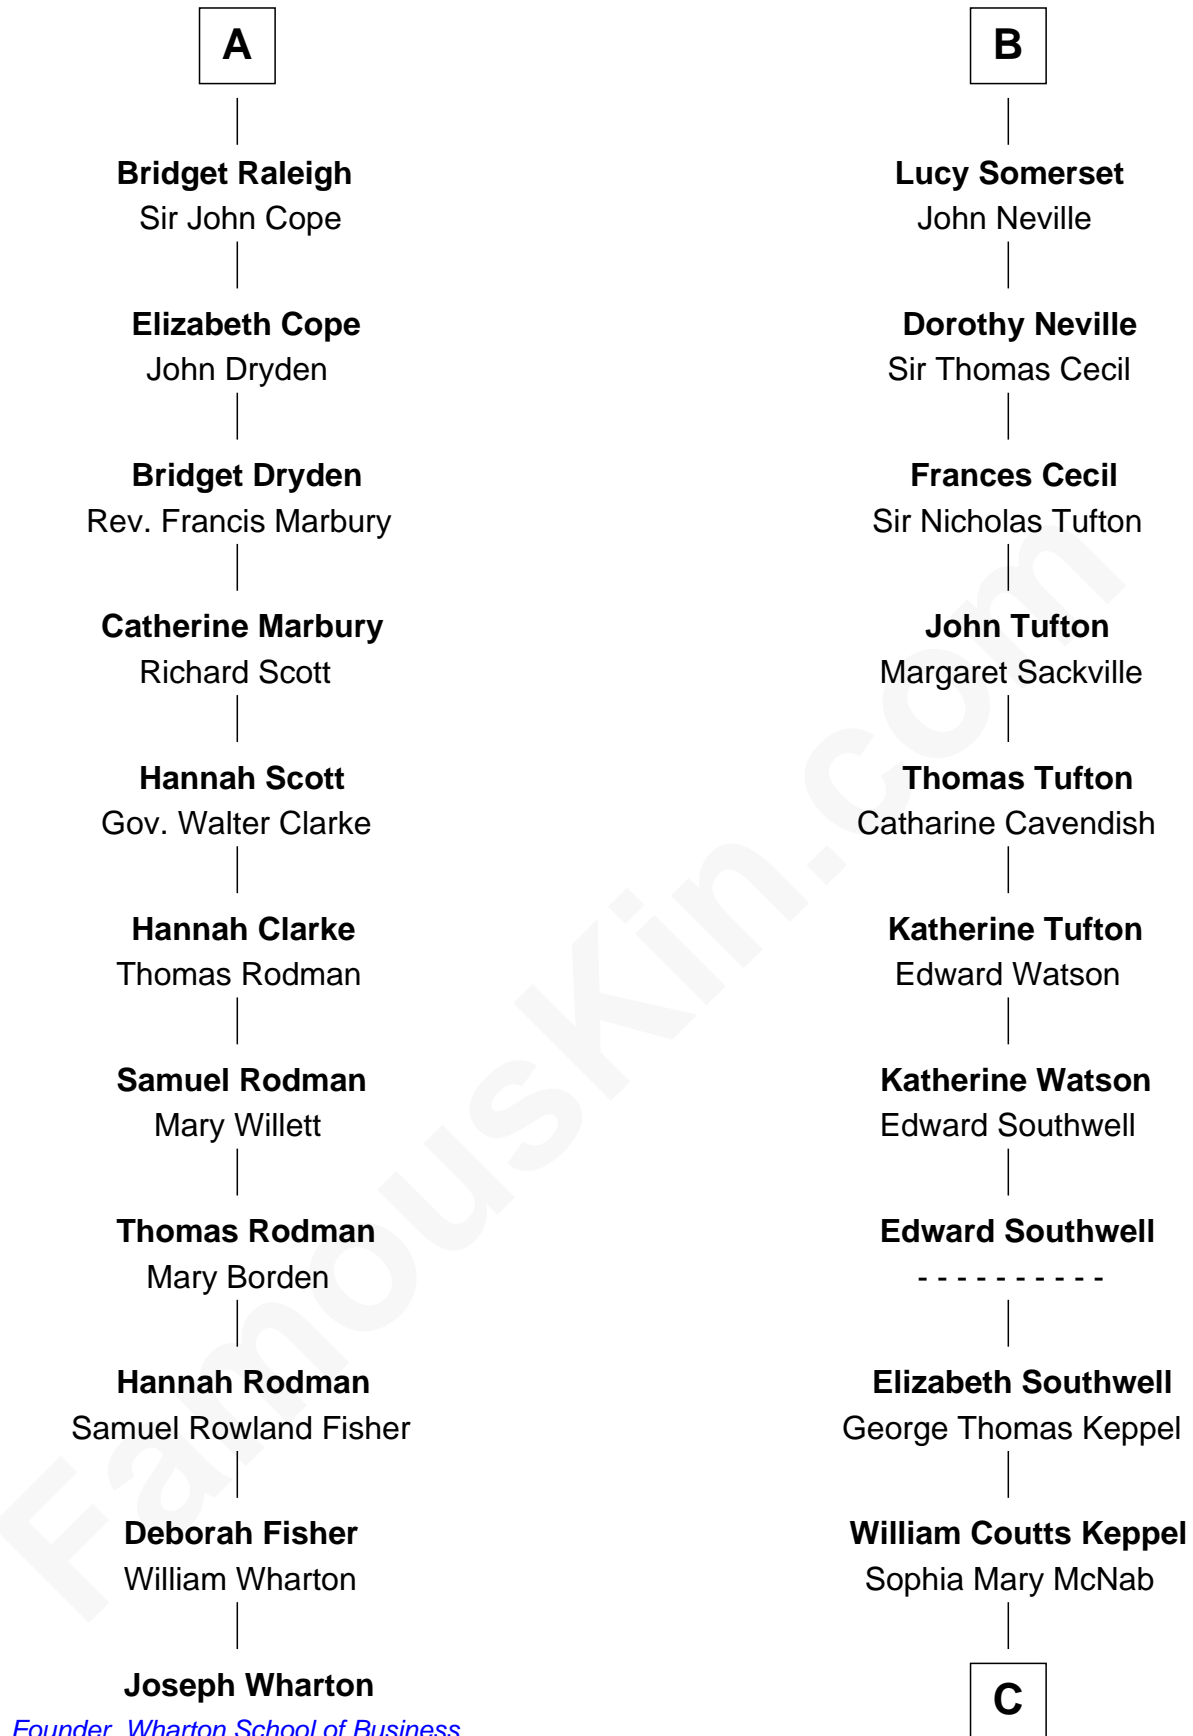 A
Bridget Raleigh
Sir John Cope
Elizabeth Cope
John Dryden
Bridget Dryden
Rev. Francis Marbury
Catherine Marbury
Richard Scott
Hannah Scott
Gov. Walter Clarke
Hannah Clarke
Thomas Rodman
Samuel Rodman
Mary Willett
Thomas Rodman
Mary Borden
Hannah Rodman
Samuel Rowland Fisher
Deborah Fisher
William Wharton
Joseph Wharton
Founder, Wharton School of Business
B
Lucy Somerset
John Neville
Dorothy Neville
Sir Thomas Cecil
Frances Cecil
Sir Nicholas Tufton
John Tufton
Margaret Sackville
Thomas Tufton
Catharine Cavendish
Katherine Tufton
Edward Watson
Katherine Watson
Edward Southwell
Edward Southwell
- - - - - - - - - -
Elizabeth Southwell
George Thomas Keppel
William Coutts Keppel
Sophia Mary McNab
C
FamousKin.com